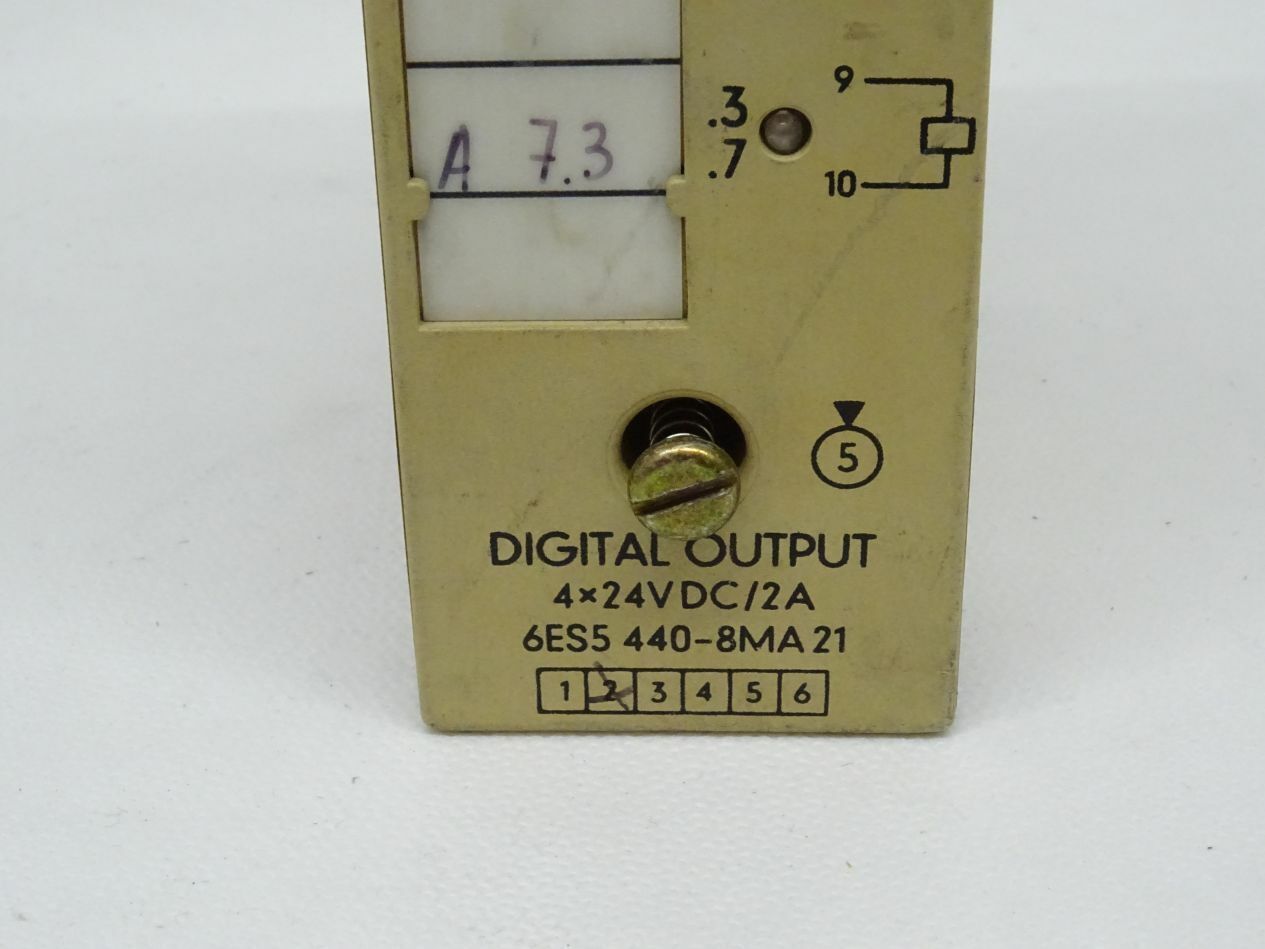 A 7.3
.3
.7
9
10
5
DIGITAL OUTPUT
4×24VDC/2A
6ES5 440-8MA21
1 2 3 4 5 6